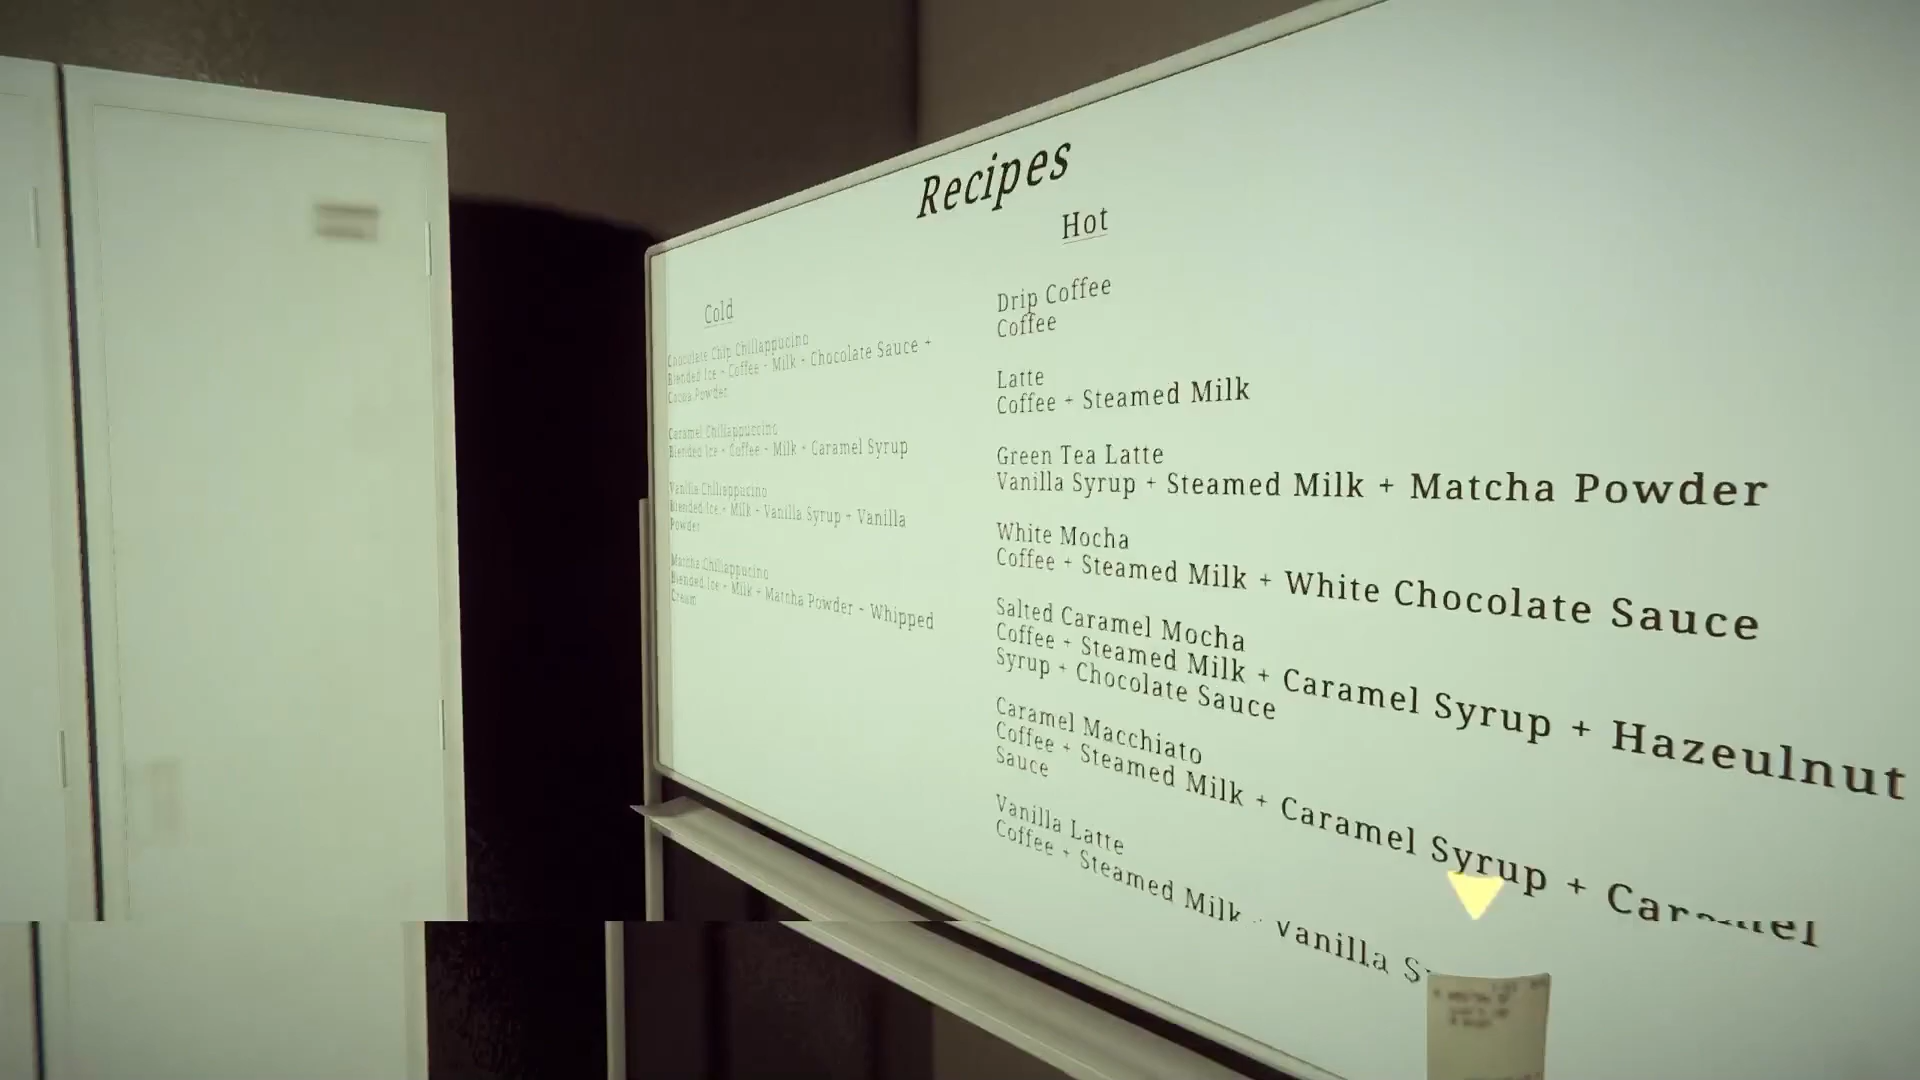 Recipes
Cold
Chocolate Chip Chillappucino
Blended Ice + Coffee + Milk + Chocolate Sauce +
Cocoa Powder
Caramel Chillappuccino
Blended Ice + Coffee + Milk + Caramel Syrup
Vanilla Chillappucino
Blended Ice + Milk + Vanilla Syrup + Vanilla
Powder
Matcha Chillappucino
Blended Ice + Milk + Matcha Powder + Whipped
Cream
Hot
Drip Coffee
Coffee
Latte
Coffee + Steamed Milk
Green Tea Latte
Vanilla Syrup + Steamed Milk + Matcha Powder
White Mocha
Coffee + Steamed Milk + White Chocolate Sauce
Salted Caramel Mocha
Coffee + Steamed Milk + Caramel Syrup + Hazeulnut
Syrup + Chocolate Sauce
Caramel Macchiato
Coffee + Steamed Milk + Caramel Syrup + Caramel
Sauce
Vanilla Latte
Coffee + Steamed Milk + Vanilla